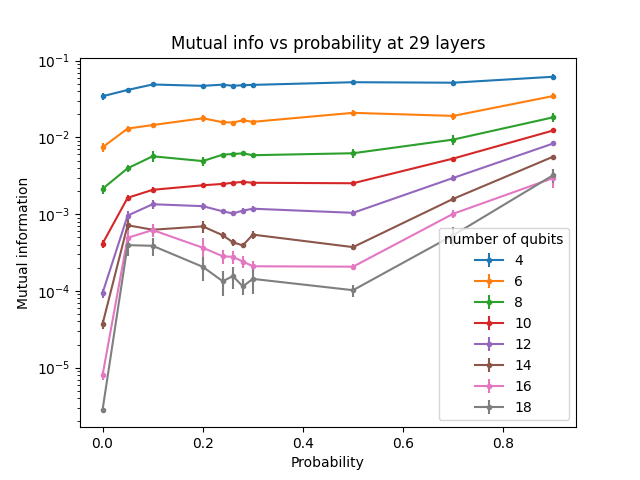 Mutual info vs probability at 29 layers
10⁻¹
10⁻²
10⁻³
10⁻⁴
10⁻⁵
Mutual information
number of qubits
4
6
8
10
12
14
16
18
0.0 0.2 0.4 0.6 0.8
Probability